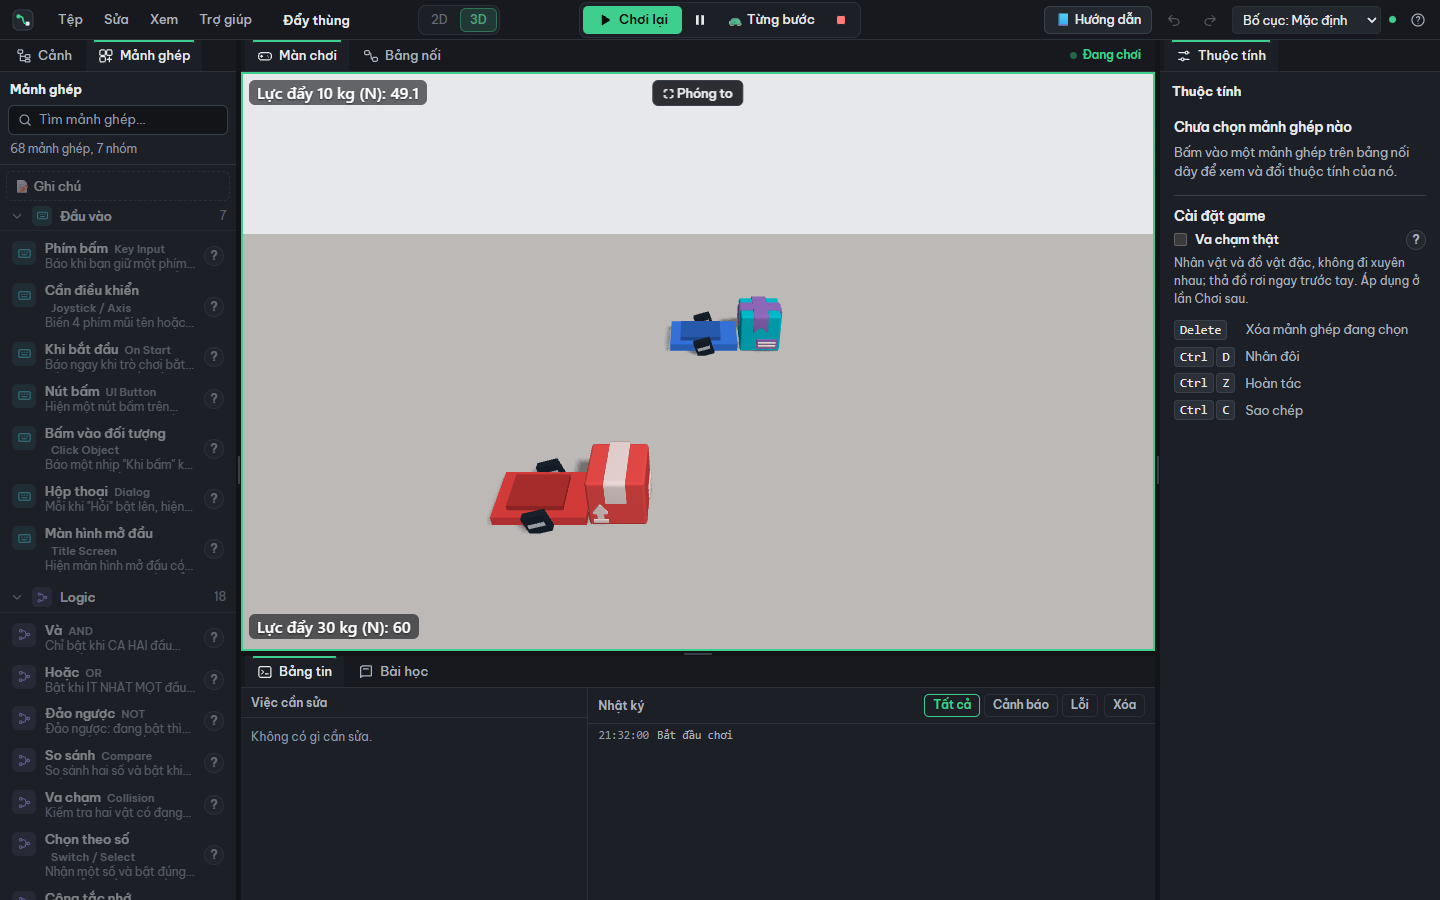 Tệp Sửa Xem Trợ giúp Đẩy thùng 2D 3D Chơi lại Từng bước Hướng dẫn Bố cục: Mặc định
Cảnh Mảnh ghép
Mảnh ghép
Tìm mảnh ghép...
68 mảnh ghép, 7 nhóm
Ghi chú
Đầu vào 7
Phím bấm Key Input ?
Báo khi bạn giữ một phím...
Cần điều khiển
Joystick / Axis ?
Biến 4 phím mũi tên hoặc...
Khi bắt đầu On Start ?
Báo ngay khi trò chơi bắt...
Nút bấm UI Button ?
Hiện một nút bấm trên...
Bấm vào đối tượng
Click Object ?
Báo một nhịp "Khi bấm" k...
Hộp thoại Dialog ?
Mỗi khi "Hỏi" bật lên, hiện...
Màn hình mở đầu
Title Screen ?
Hiện màn hình mở đầu có...
Logic 18
Và AND ?
Chỉ bật khi CẢ HAI đầu...
Hoặc OR ?
Bật khi ÍT NHẤT MỘT đầu...
Đảo ngược NOT ?
Đảo ngược: đang bật thì...
So sánh Compare ?
So sánh hai số và bật khi...
Va chạm Collision ?
Kiểm tra hai vật có đang...
Chọn theo số
Switch / Select ?
Nhận một số và bật đúng...
Công tắc nhớ
Màn chơi Bảng nối Đang chơi
Lực đẩy 10 kg (N): 49.1
Phóng to
Lực đẩy 30 kg (N): 60
Bảng tin Bài học
Việc cần sửa
Không có gì cần sửa.
Nhật ký Tất cả Cảnh báo Lỗi Xóa
21:32:00 Bắt đầu chơi
Thuộc tính
Thuộc tính
Chưa chọn mảnh ghép nào
Bấm vào một mảnh ghép trên bảng nối
dây để xem và đổi thuộc tính của nó.
Cài đặt game
Va chạm thật ?
Nhân vật và đồ vật đặc, không đi xuyên
nhau; thả đồ rơi ngay trước tay. Áp dụng ở
lần Chơi sau.
Delete Xóa mảnh ghép đang chọn
Ctrl D Nhân đôi
Ctrl Z Hoàn tác
Ctrl C Sao chép